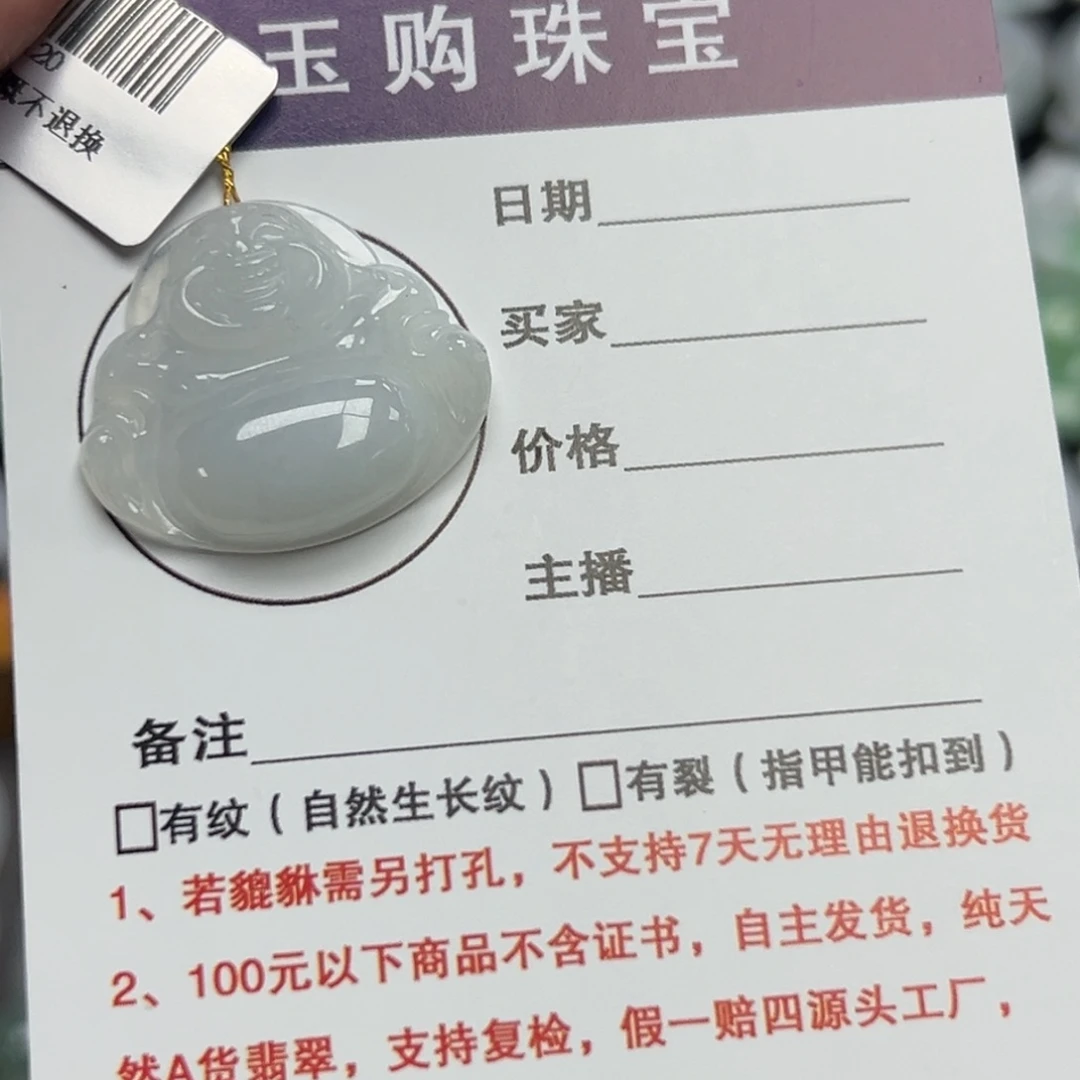 玉购珠宝
20
不退换
日期
买家
价格
主播
备注
□有纹（自然生长纹）□有裂（指甲能扣到）
1、若貔貅需另打孔，不支持7天无理由退换货
2、100元以下商品不含证书，自主发货，纯天
然A货翡翠，支持复检，假一赔四源头工厂，